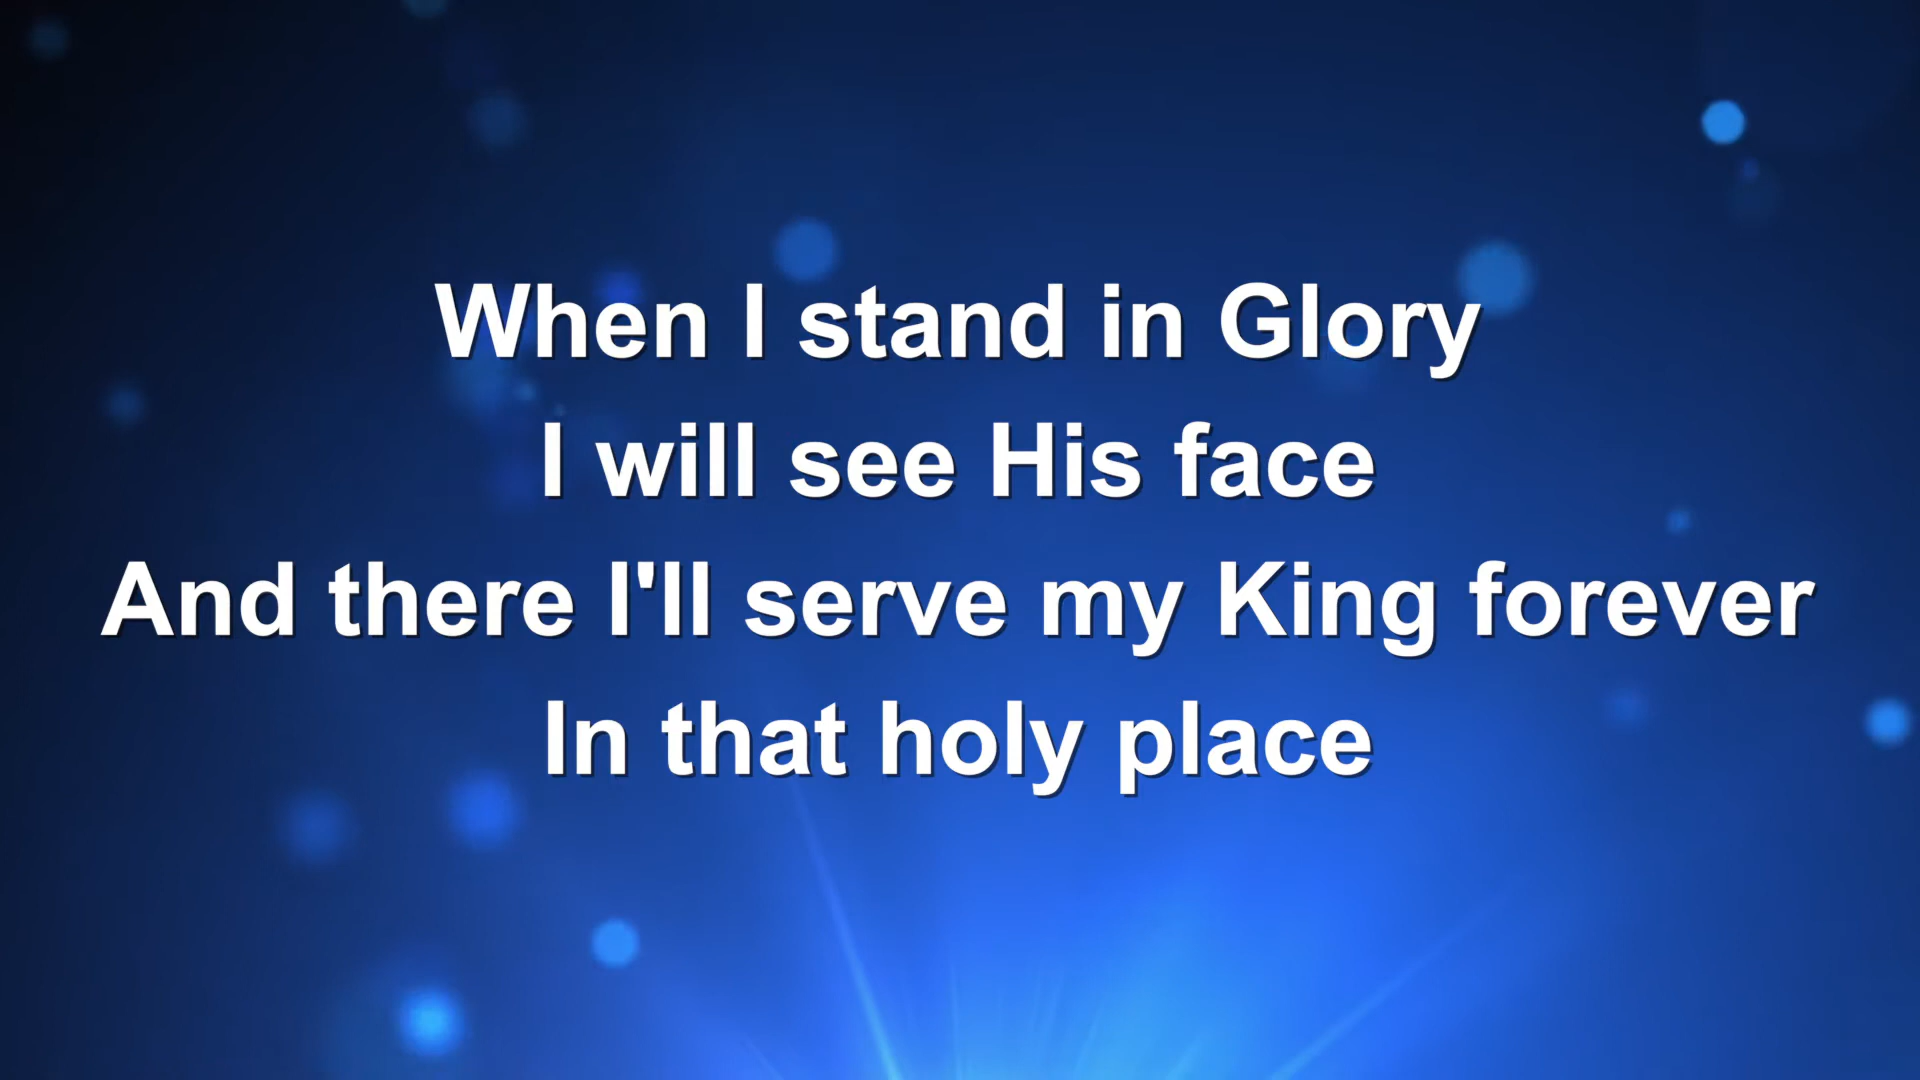 When I stand in Glory
I will see His face
And there I'll serve my King forever
In that holy place